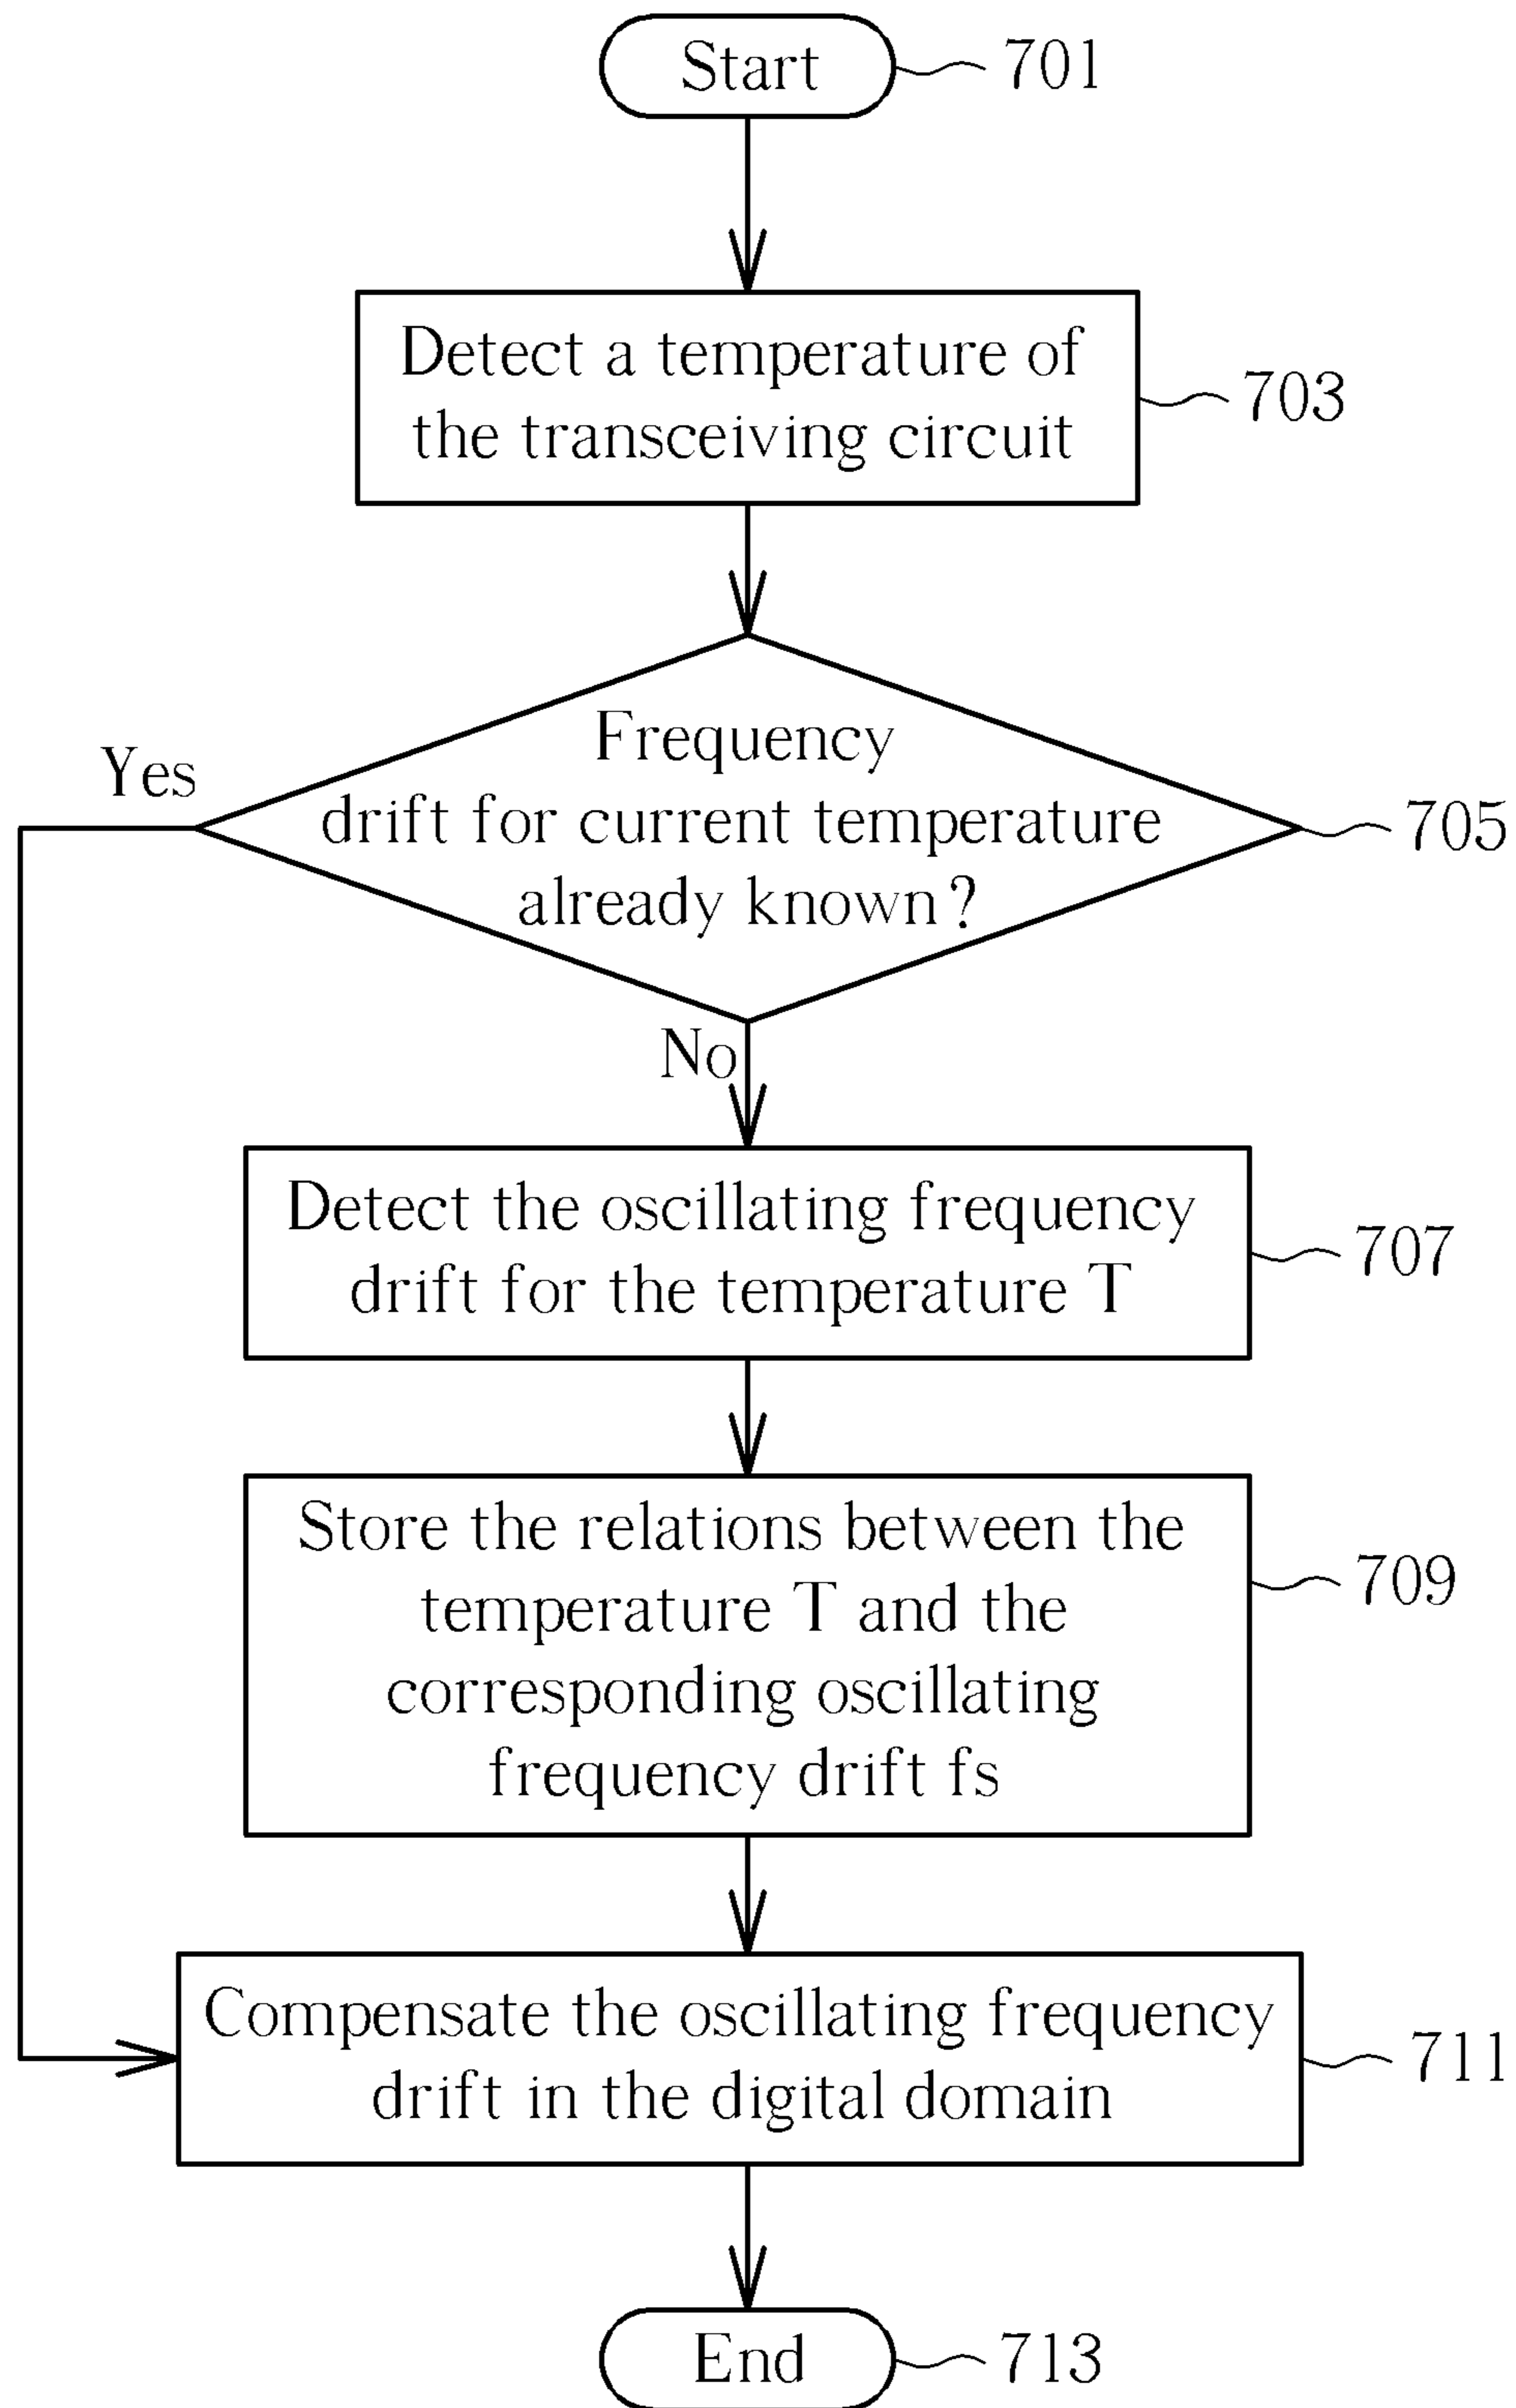 Start
701
Detect a temperature of
the transceiving circuit
703
Frequency
drift for current temperature
already known?
705
Yes
No
Detect the oscillating frequency
drift for the temperature T
707
Store the relations between the
temperature T and the
corresponding oscillating
frequency drift fs
709
Compensate the oscillating frequency
drift in the digital domain
711
End
713